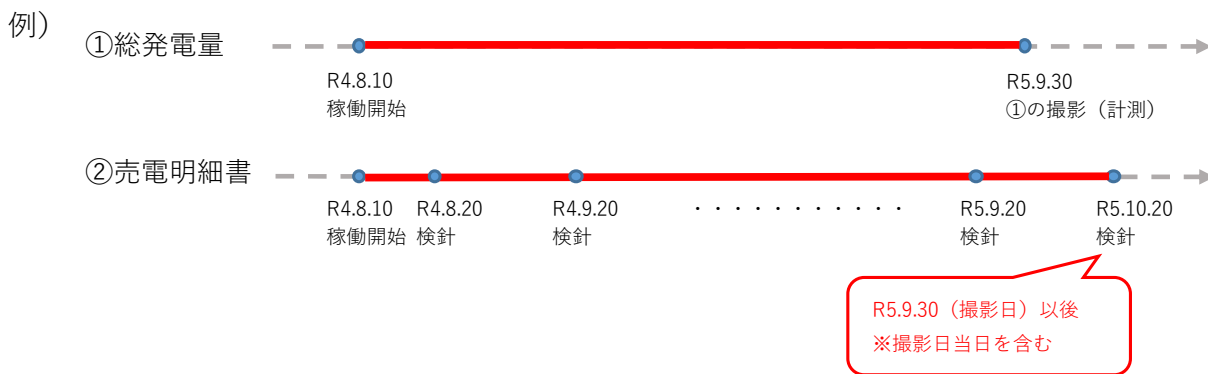 例）
①総発電量
R4.8.10
稼働開始
R5.9.30
①の撮影（計測）
②売電明細書
R4.8.10
稼働開始
R4.8.20
検針
R4.9.20
検針
・・・・・・・・・・・
R5.9.20
検針
R5.10.20
検針
R5.9.30（撮影日）以後
※撮影日当日を含む